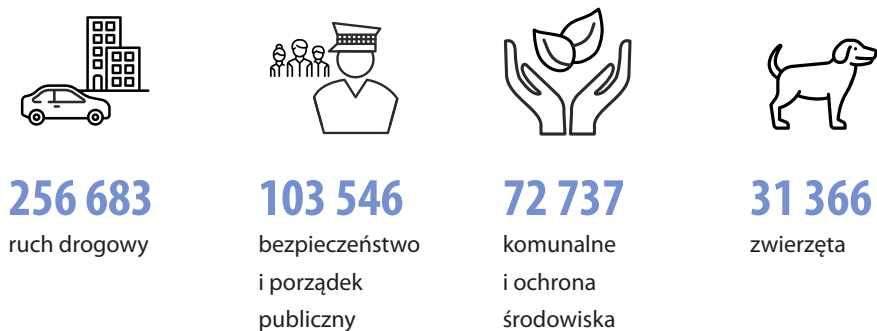 256 683
ruch drogowy
103 546
bezpieczeństwo
i porządek
publiczny
72 737
komunalne
i ochrona
środowiska
31 366
zwierzęta